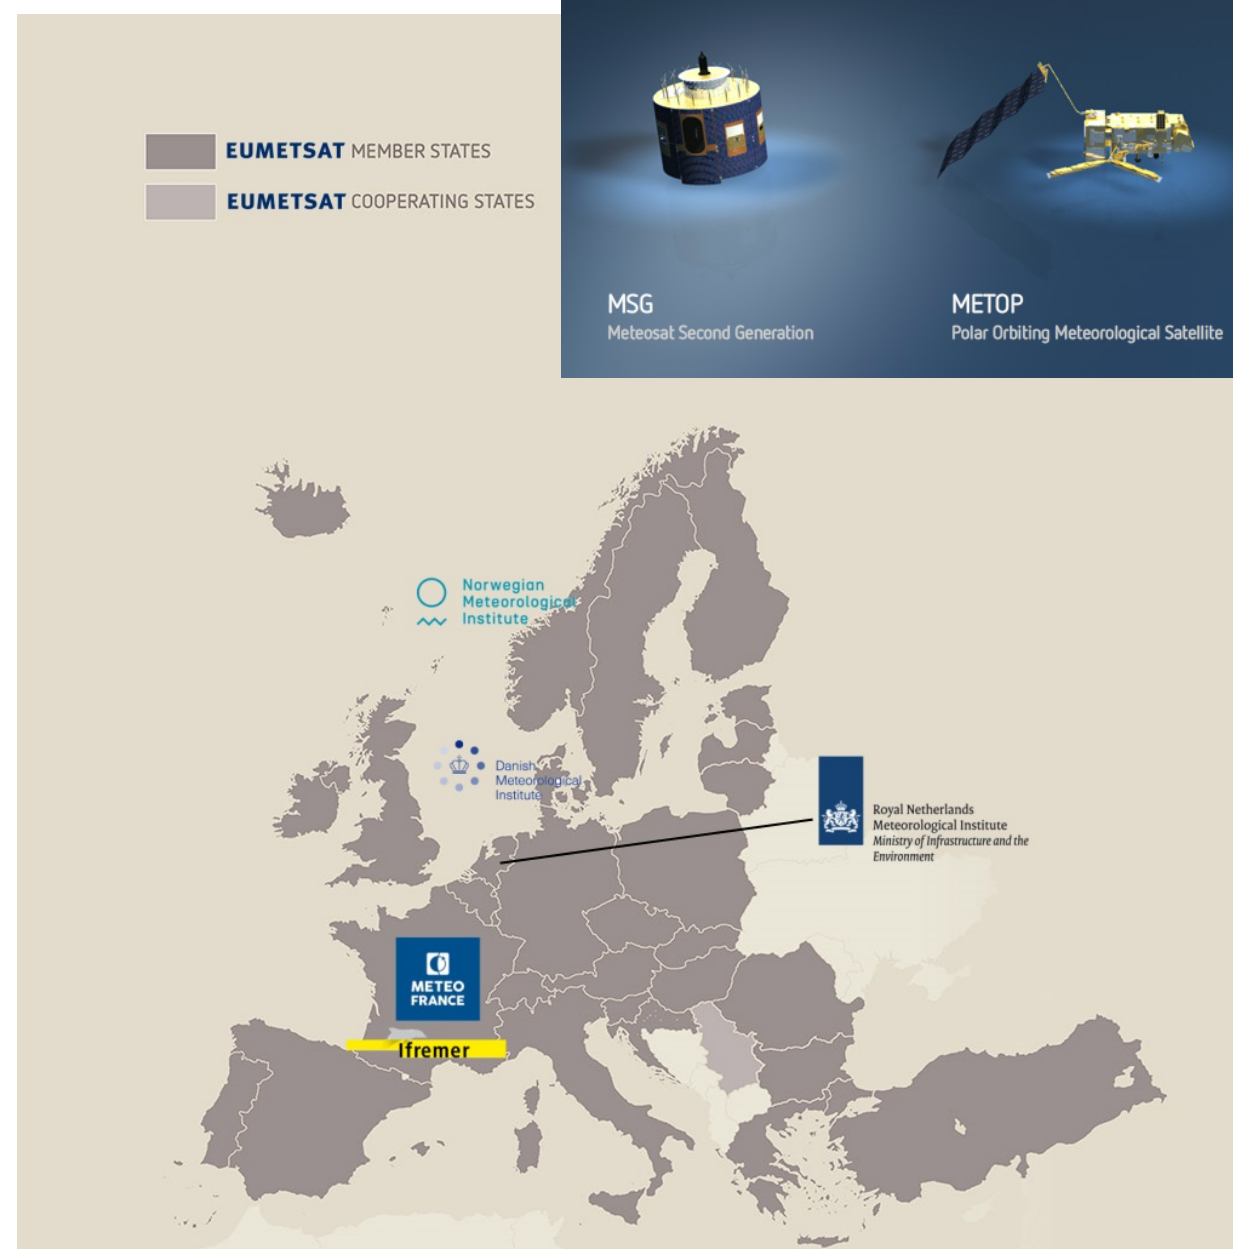 EUMETSAT MEMBER STATES
EUMETSAT COOPERATING STATES
MSG
Meteosat Second Generation
METOP
Polar Orbiting Meteorological Satellite
Norwegian
Meteorological
Institute
Danish
Meteorological
Institute
Royal Netherlands
Meteorological Institute
Ministry of Infrastructure and the
Environment
METEO
FRANCE
Ifremer